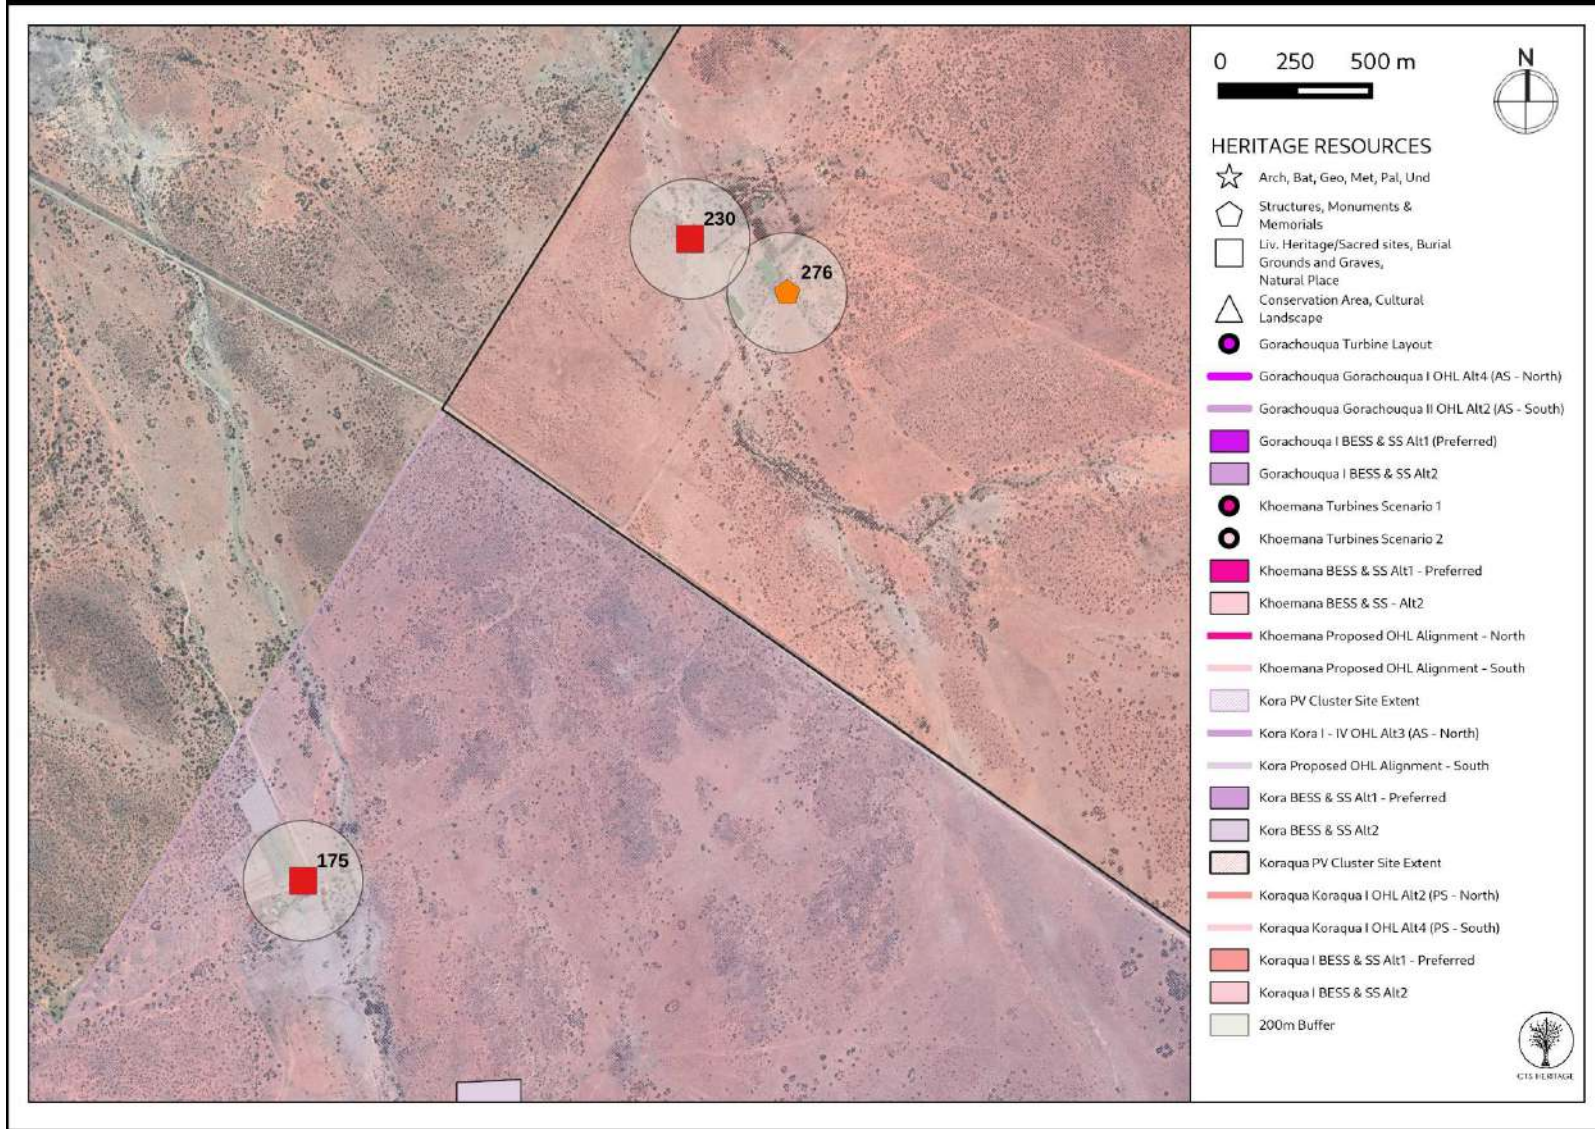 0 250 500 m
N
HERITAGE RESOURCES
Arch, Bat, Geo, Met, Pal, Und
Structures, Monuments &
Memorials
Liv. Heritage/Sacred sites, Burial
Grounds and Graves,
Natural Place
Conservation Area, Cultural
Landscape
Gorachouqua Turbine Layout
Gorachouqua Gorachouqua I OHL Alt4 (AS - North)
Gorachouqua Gorachouqua II OHL Alt2 (AS - South)
Gorachouqa I BESS & SS Alt1 (Preferred)
Gorachouqua I BESS & SS Alt2
Khoemana Turbines Scenario 1
Khoemana Turbines Scenario 2
Khoemana BESS & SS Alt1 - Preferred
Khoemana BESS & SS - Alt2
Khoemana Proposed OHL Alignment - North
Khoemana Proposed OHL Alignment - South
Kora PV Cluster Site Extent
Kora Kora I - IV OHL Alt3 (AS - North)
Kora Proposed OHL Alignment - South
Kora BESS & SS Alt1 - Preferred
Kora BESS & SS Alt2
Koraqua PV Cluster Site Extent
Koraqua Koraqua I OHL Alt2 (PS - North)
Koraqua Koraqua I OHL Alt4 (PS - South)
Koraqua I BESS & SS Alt1 - Preferred
Koraqua I BESS & SS Alt2
200m Buffer
CTS HERITAGE
230
276
175